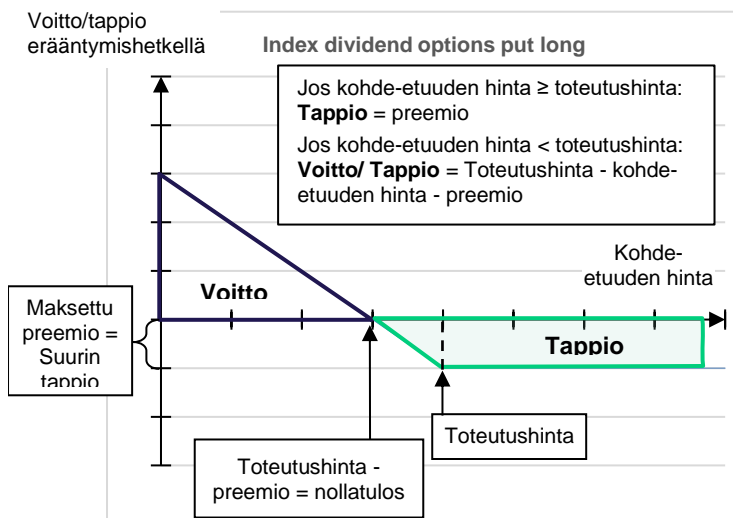 Voitto/tappio
erääntymishetkellä
Index dividend options put long
Jos kohde-etuuden hinta ≥ toteutushinta:
Tappio = preemio
Jos kohde-etuuden hinta < toteutushinta:
Voitto/ Tappio = Toteutushinta - kohde-
etuuden hinta - preemio
Kohde-
etuuden hinta
Voitto
Maksettu
preemio =
Suurin
tappio
Tappio
Toteutushinta
Toteutushinta -
preemio = nollatulos